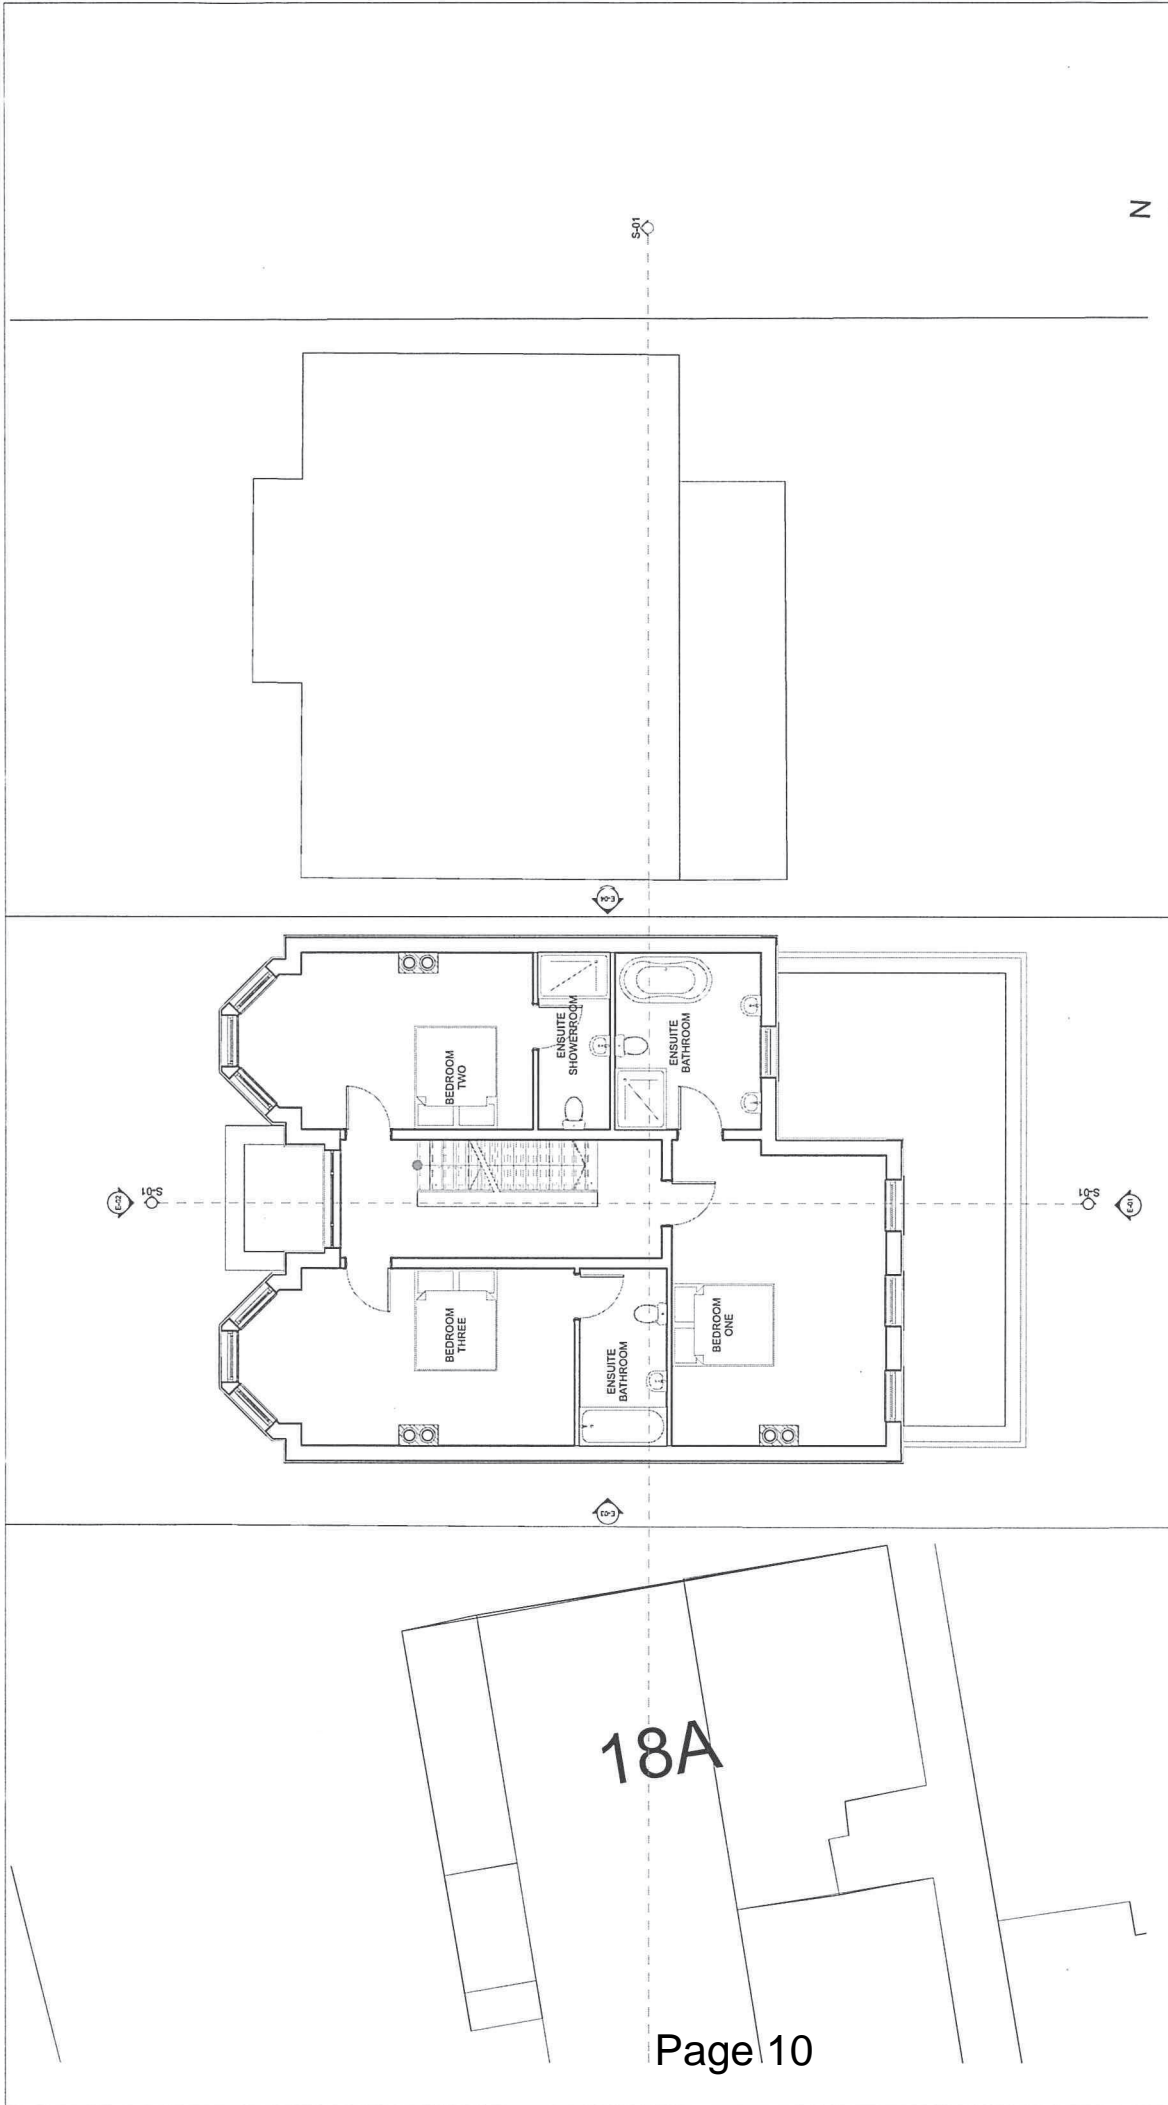 N
S-01
E-04
BEDROOM
TWO
ENSUITE
SHOWERROOM
ENSUITE
BATHROOM
E-02
S-01
S-01
E-01
BEDROOM
THREE
ENSUITE
BATHROOM
BEDROOM
ONE
E-03
18A
Page 10